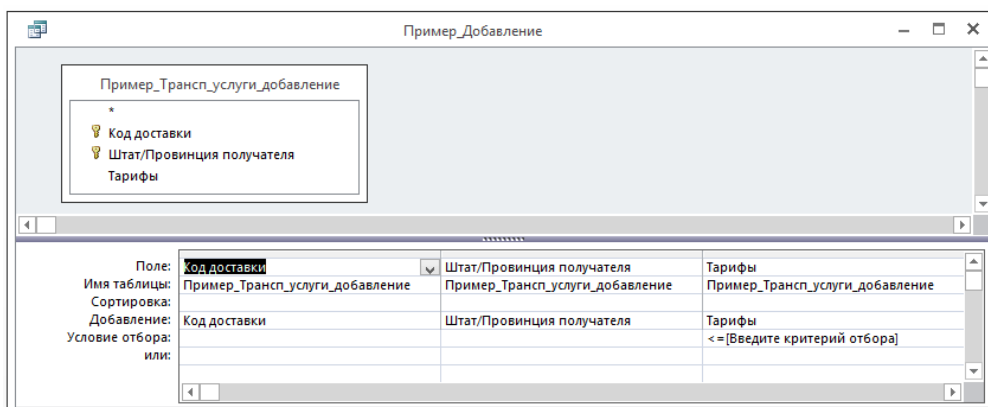 Пример_Добавление
Пример_Трансп_услуги_добавление
*
Код доставки
Штат/Провинция получателя
Тарифы
Поле: Код доставки Штат/Провинция получателя Тарифы
Имя таблицы: Пример_Трансп_услуги_добавление Пример_Трансп_услуги_добавление Пример_Трансп_услуги_добавление
Сортировка:
Добавление: Код доставки Штат/Провинция получателя Тарифы
Условие отбора: <=[Введите критерий отбора]
или: